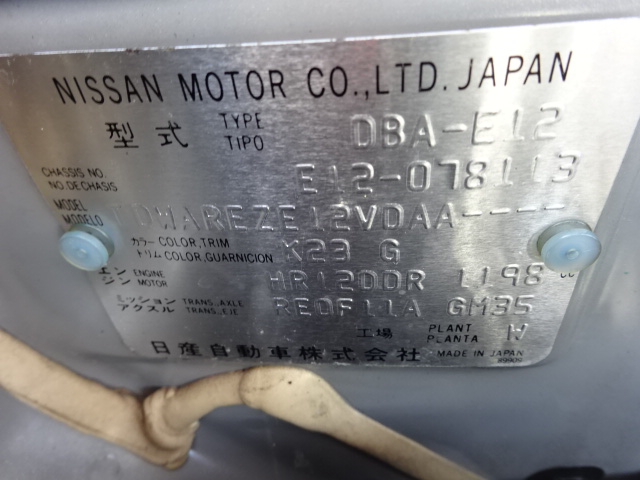 NISSAN MOTOR CO.,LTD. JAPAN
型式 TYPE TIPO DBA-E12
CHASSIS NO. NO.DECHASIS E12-078113
MODEL MODELO DWAREZE12VDAA----
カラー COLOR,TRIM トリム COLOR,GUARNICION K23 G
エンジン ENGINE MOTOR HR12DDR 1198 cc
ミッション アクスル TRANS.,AXLE TRANS.,EJE RE0F11A GM35
工場 PLANT PLANTA W
日産自動車株式会社 MADE IN JAPAN